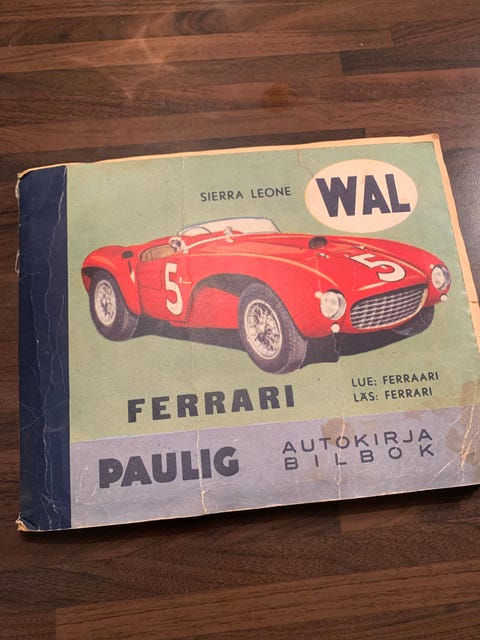 SIERRA LEONE
WAL
5
5
FERRARI
LUE: FERRAARI
LÄS: FERRARI
PAULIG
AUTOKIRJA
BILBOK